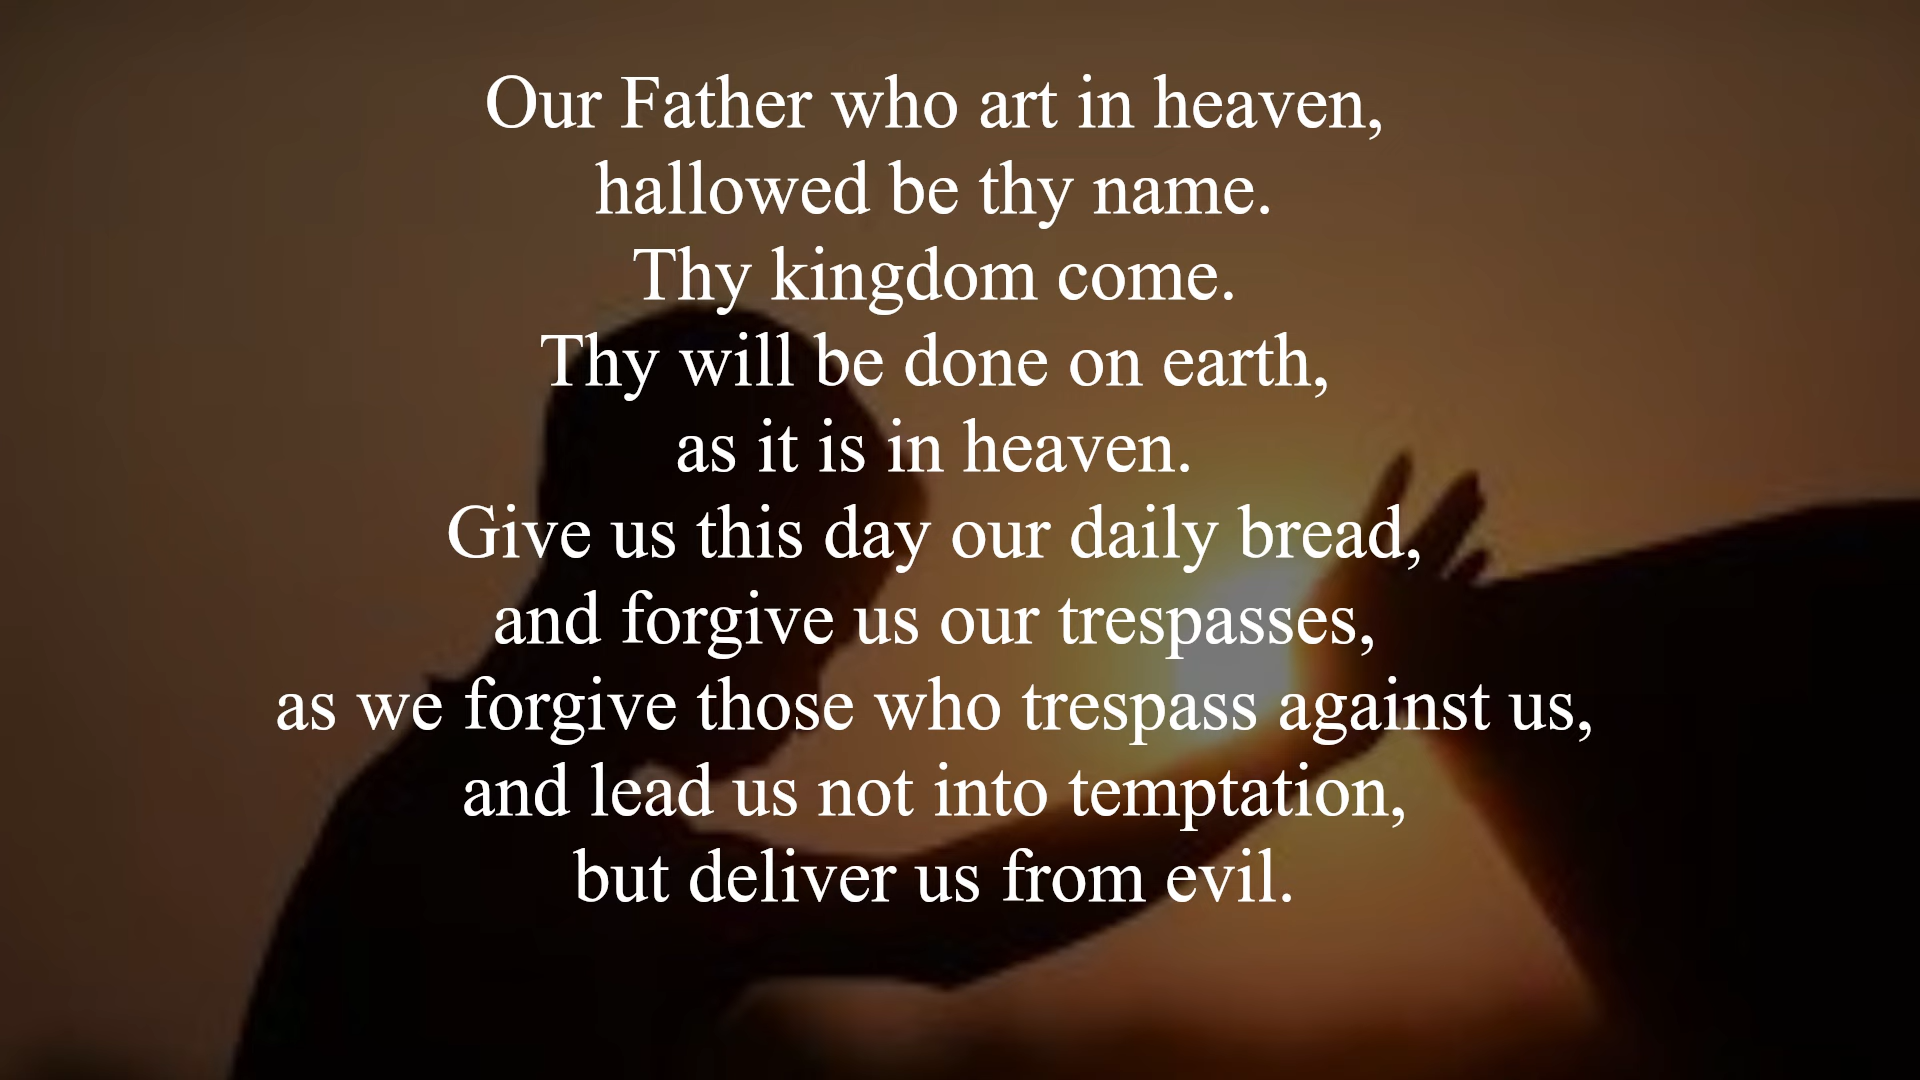 Our Father who art in heaven,
hallowed be thy name.
Thy kingdom come.
Thy will be done on earth,
as it is in heaven.
Give us this day our daily bread,
and forgive us our trespasses,
as we forgive those who trespass against us,
and lead us not into temptation,
but deliver us from evil.